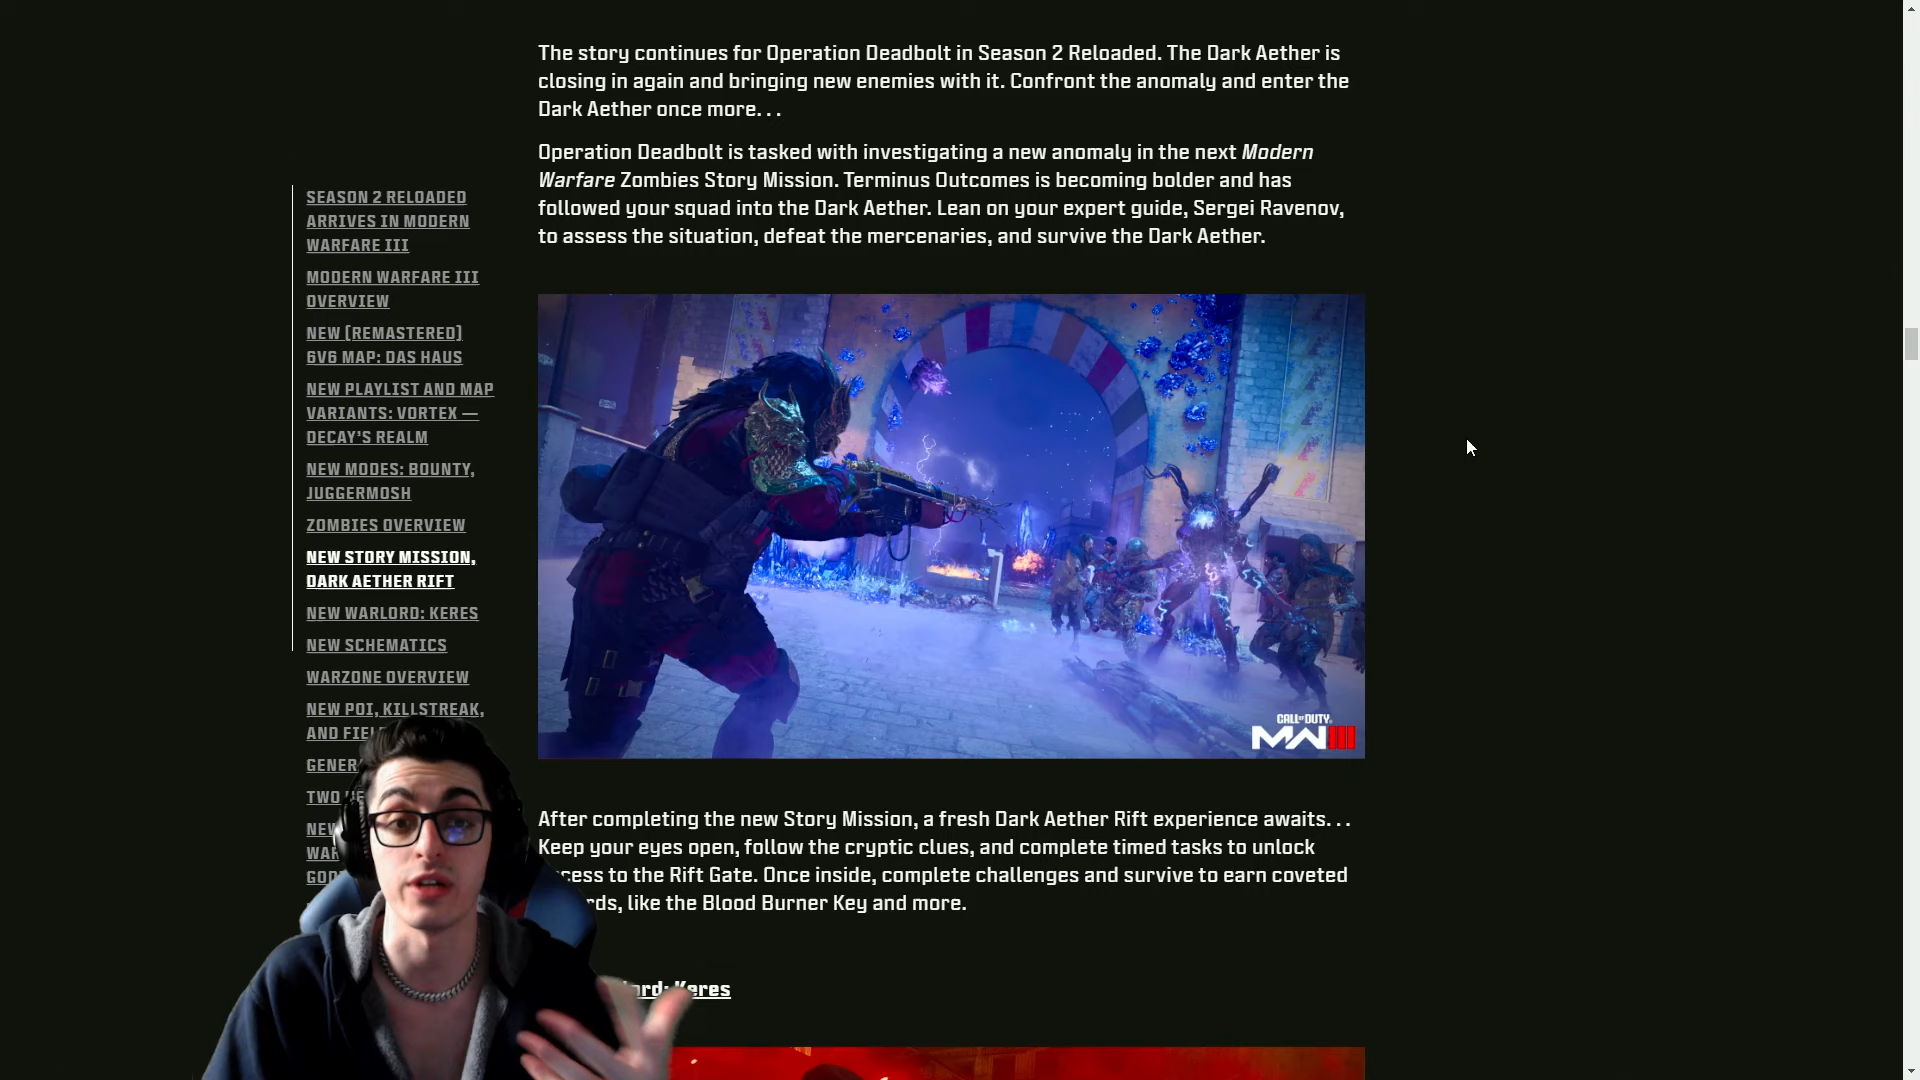 The story continues for Operation Deadbolt in Season 2 Reloaded. The Dark Aether is
closing in again and bringing new enemies with it. Confront the anomaly and enter the
Dark Aether once more. . .
Operation Deadbolt is tasked with investigating a new anomaly in the next Modern
Warfare Zombies Story Mission. Terminus Outcomes is becoming bolder and has
followed your squad into the Dark Aether. Lean on your expert guide, Sergei Ravenov,
to assess the situation, defeat the mercenaries, and survive the Dark Aether.
SEASON 2 RELOADED
ARRIVES IN MODERN
WARFARE III
MODERN WARFARE III
OVERVIEW
NEW [REMASTERED]
6V6 MAP: DAS HAUS
NEW PLAYLIST AND MAP
VARIANTS: VORTEX —
DECAY'S REALM
NEW MODES: BOUNTY,
JUGGERMOSH
ZOMBIES OVERVIEW
NEW STORY MISSION,
DARK AETHER RIFT
NEW WARLORD: KERES
NEW SCHEMATICS
WARZONE OVERVIEW
NEW POI, KILLSTREAK,
AND
TWO
NEW
CALL OF DUTY
MWIII
After completing the new Story Mission, a fresh Dark Aether Rift experience awaits. . .
Keep your eyes open, follow the cryptic clues, and complete timed tasks to unlock
to the Rift Gate. Once inside, complete challenges and survive to earn coveted
like the Blood Burner Key and more.
Keres